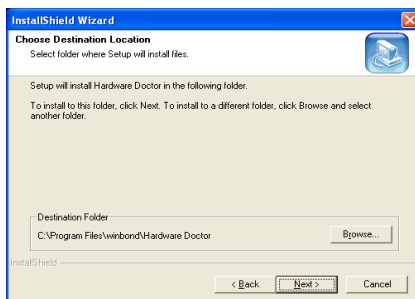 InstallShield Wizard
Choose Destination Location
Select folder where Setup will install files.
Setup will install Hardware Doctor in the following folder.
To install to this folder, click Next. To install to a different folder, click Browse and select
another folder.
Destination Folder
C:\Program Files\winbond\Hardware Doctor
Browse...
InstallShield
< Back
Next >
Cancel